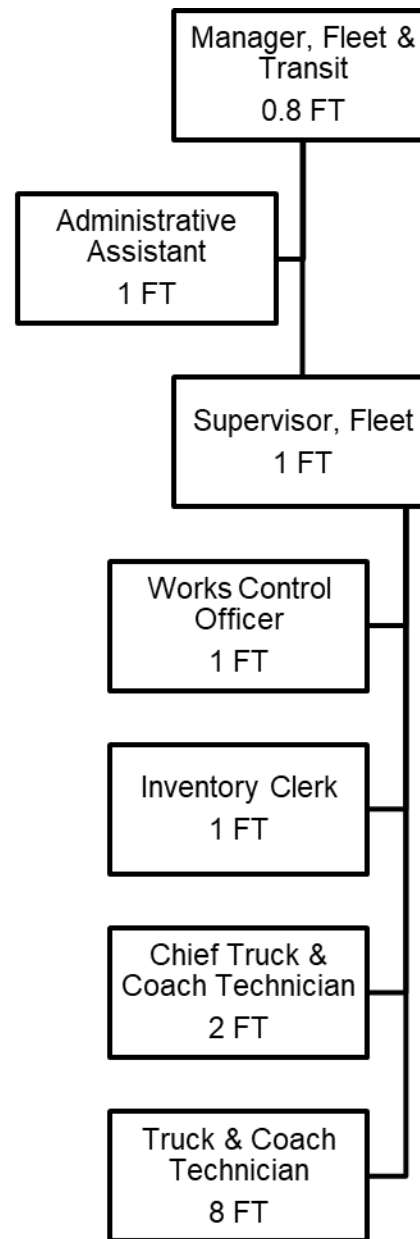 Manager, Fleet &
Transit
0.8 FT
Administrative
Assistant
1 FT
Supervisor, Fleet
1 FT
Works Control
Officer
1 FT
Inventory Clerk
1 FT
Chief Truck &
Coach Technician
2 FT
Truck & Coach
Technician
8 FT